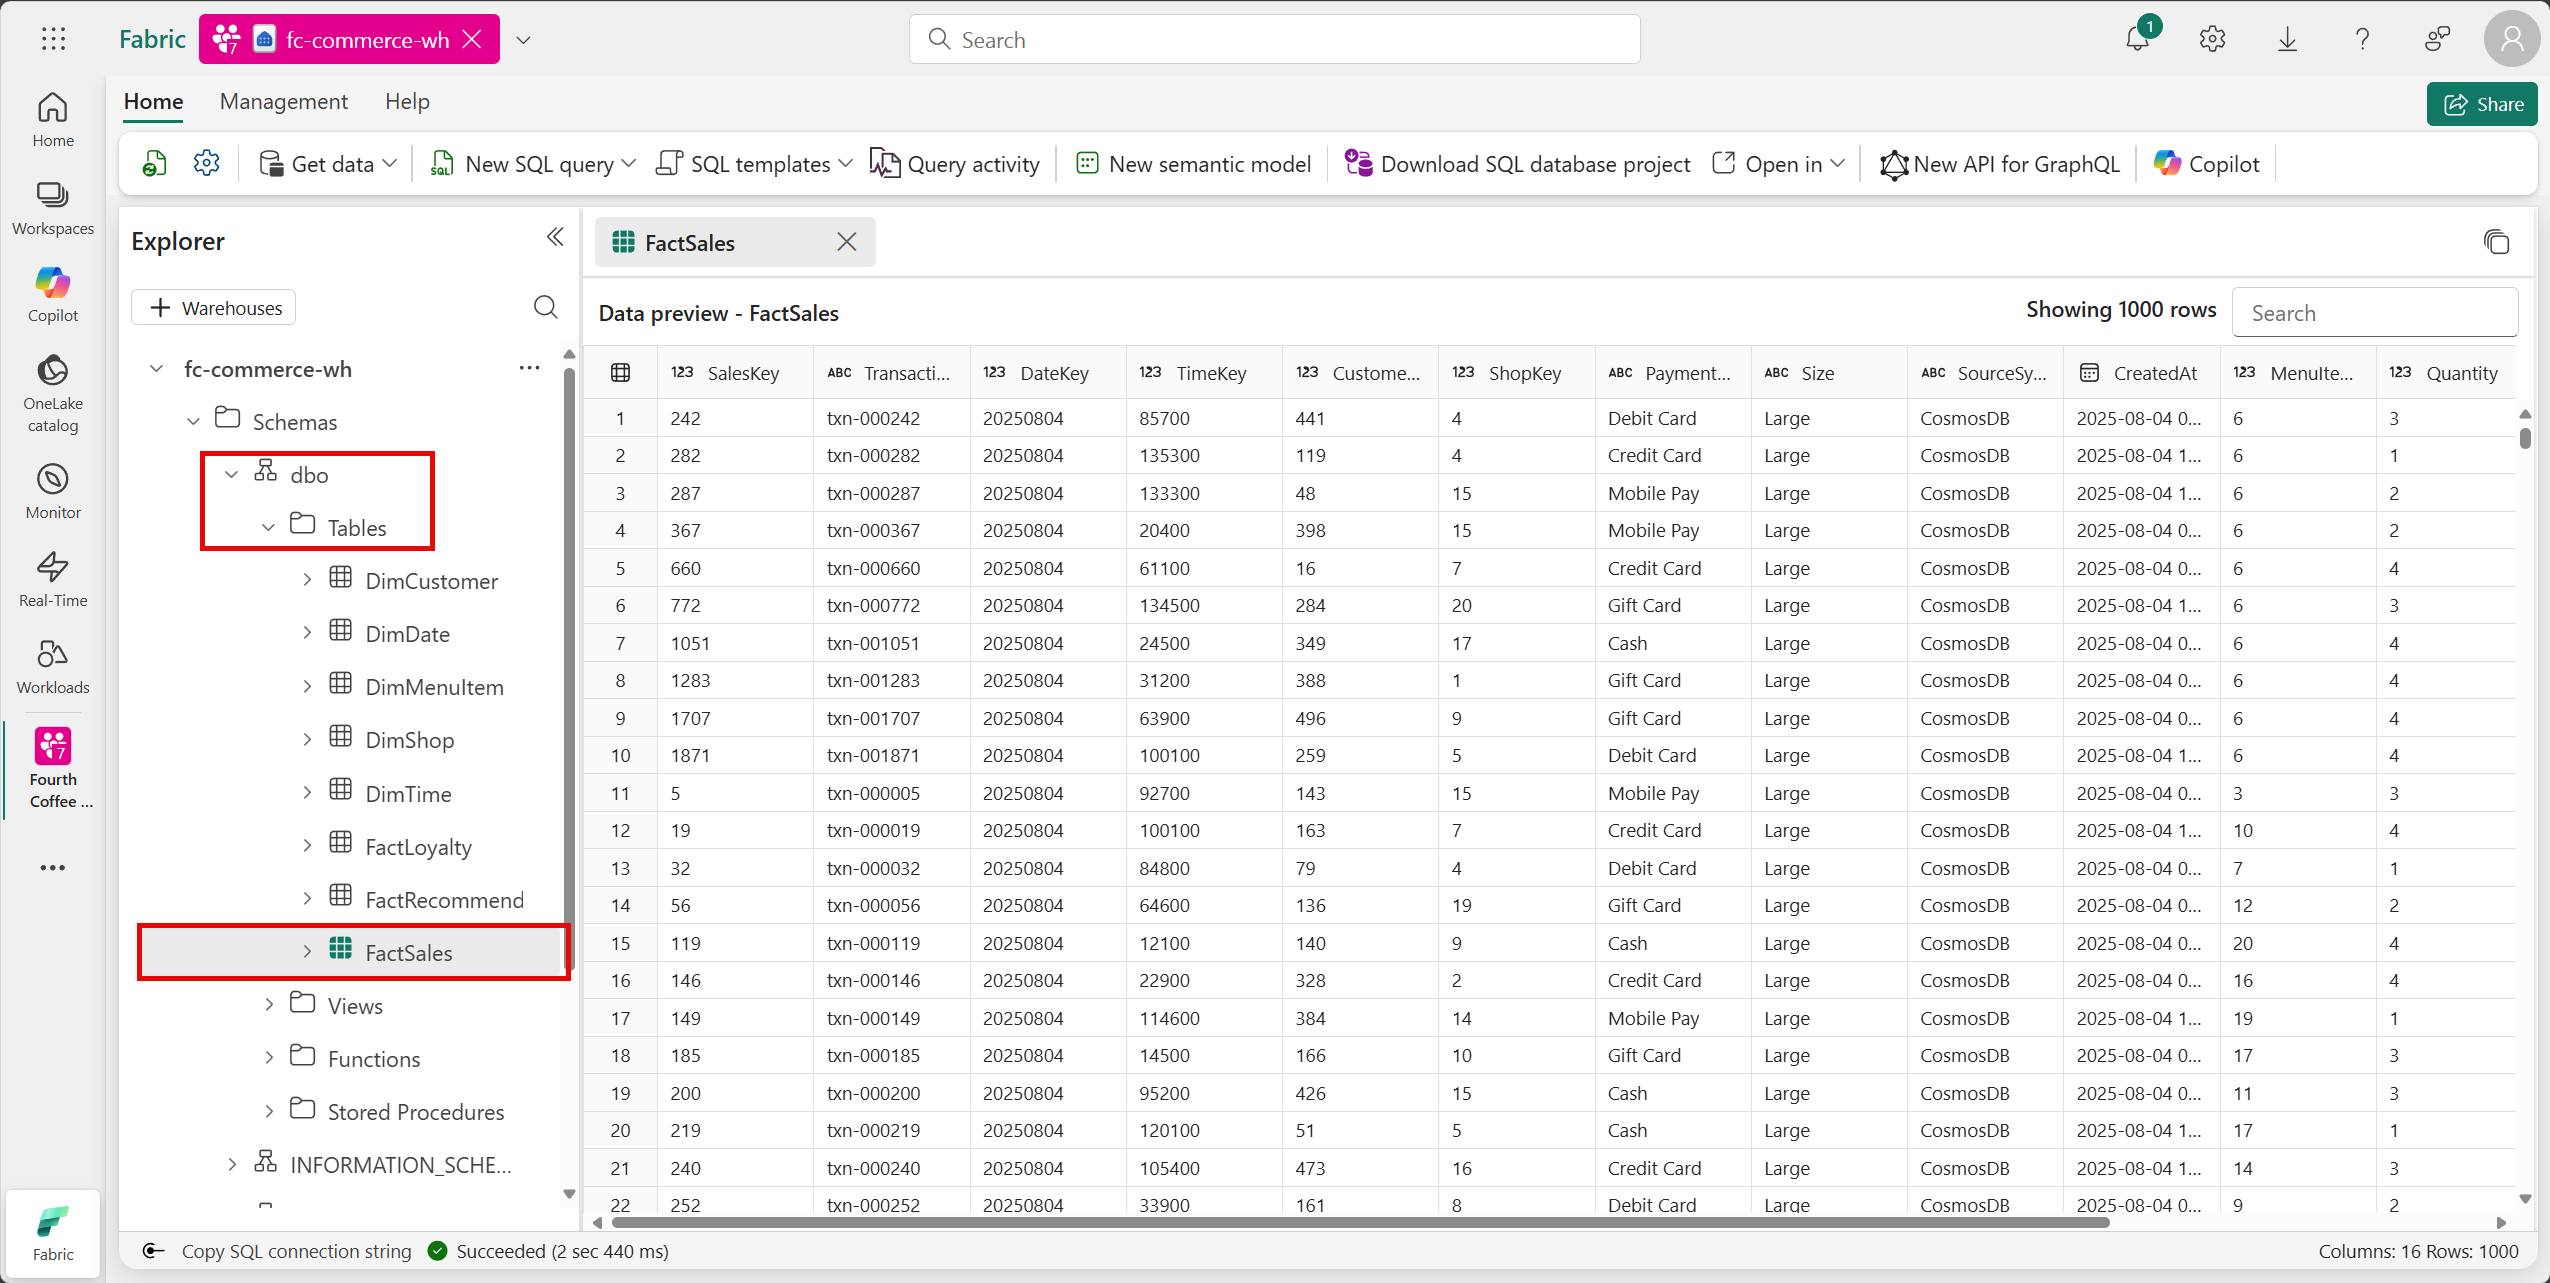 Fabric
7
fc-commerce-wh
Search
1
Home
Management
Help
Share
Get data
SQL
New SQL query
SQL templates
Query activity
New semantic model
Download SQL database project
Open in
New API for GraphQL
Copilot
Home
Workspaces
Copilot
OneLake
catalog
Monitor
Real-Time
Workloads
7
Fourth
Coffee ...
Fabric
Explorer
Warehouses
fc-commerce-wh
Schemas
dbo
Tables
DimCustomer
DimDate
DimMenuItem
DimShop
DimTime
FactLoyalty
FactRecommend
FactSales
Views
Functions
Stored Procedures
INFORMATION_SCHE...
FactSales
Data preview - FactSales
Showing 1000 rows
Search
123 SalesKey ABC Transacti... 123 DateKey 123 TimeKey 123 Custome... 123 ShopKey ABC Payment... ABC Size ABC SourceSy... CreatedAt 123 MenuIte... 123 Quantity
1 242 txn-000242 20250804 85700 441 4 Debit Card Large CosmosDB 2025-08-04 0... 6 3
2 282 txn-000282 20250804 135300 119 4 Credit Card Large CosmosDB 2025-08-04 1... 6 1
3 287 txn-000287 20250804 133300 48 15 Mobile Pay Large CosmosDB 2025-08-04 1... 6 2
4 367 txn-000367 20250804 20400 398 15 Mobile Pay Large CosmosDB 2025-08-04 0... 6 2
5 660 txn-000660 20250804 61100 16 7 Credit Card Large CosmosDB 2025-08-04 0... 6 4
6 772 txn-000772 20250804 134500 284 20 Gift Card Large CosmosDB 2025-08-04 1... 6 3
7 1051 txn-001051 20250804 24500 349 17 Cash Large CosmosDB 2025-08-04 0... 6 4
8 1283 txn-001283 20250804 31200 388 1 Gift Card Large CosmosDB 2025-08-04 0... 6 4
9 1707 txn-001707 20250804 63900 496 9 Gift Card Large CosmosDB 2025-08-04 0... 6 4
10 1871 txn-001871 20250804 100100 259 5 Debit Card Large CosmosDB 2025-08-04 1... 6 4
11 5 txn-000005 20250804 92700 143 15 Mobile Pay Large CosmosDB 2025-08-04 0... 3 3
12 19 txn-000019 20250804 100100 163 7 Credit Card Large CosmosDB 2025-08-04 1... 10 4
13 32 txn-000032 20250804 84800 79 4 Debit Card Large CosmosDB 2025-08-04 0... 7 1
14 56 txn-000056 20250804 64600 136 19 Gift Card Large CosmosDB 2025-08-04 0... 12 2
15 119 txn-000119 20250804 12100 140 9 Cash Large CosmosDB 2025-08-04 0... 20 4
16 146 txn-000146 20250804 22900 328 2 Credit Card Large CosmosDB 2025-08-04 0... 16 4
17 149 txn-000149 20250804 114600 384 14 Mobile Pay Large CosmosDB 2025-08-04 1... 19 1
18 185 txn-000185 20250804 14500 166 10 Gift Card Large CosmosDB 2025-08-04 0... 17 3
19 200 txn-000200 20250804 95200 426 15 Cash Large CosmosDB 2025-08-04 0... 11 3
20 219 txn-000219 20250804 120100 51 5 Cash Large CosmosDB 2025-08-04 1... 17 1
21 240 txn-000240 20250804 105400 473 16 Credit Card Large CosmosDB 2025-08-04 1... 14 3
22 252 txn-000252 20250804 33900 161 8 Debit Card Large CosmosDB 2025-08-04 0... 9 2
Copy SQL connection string
Succeeded (2 sec 440 ms)
Columns: 16 Rows: 1000